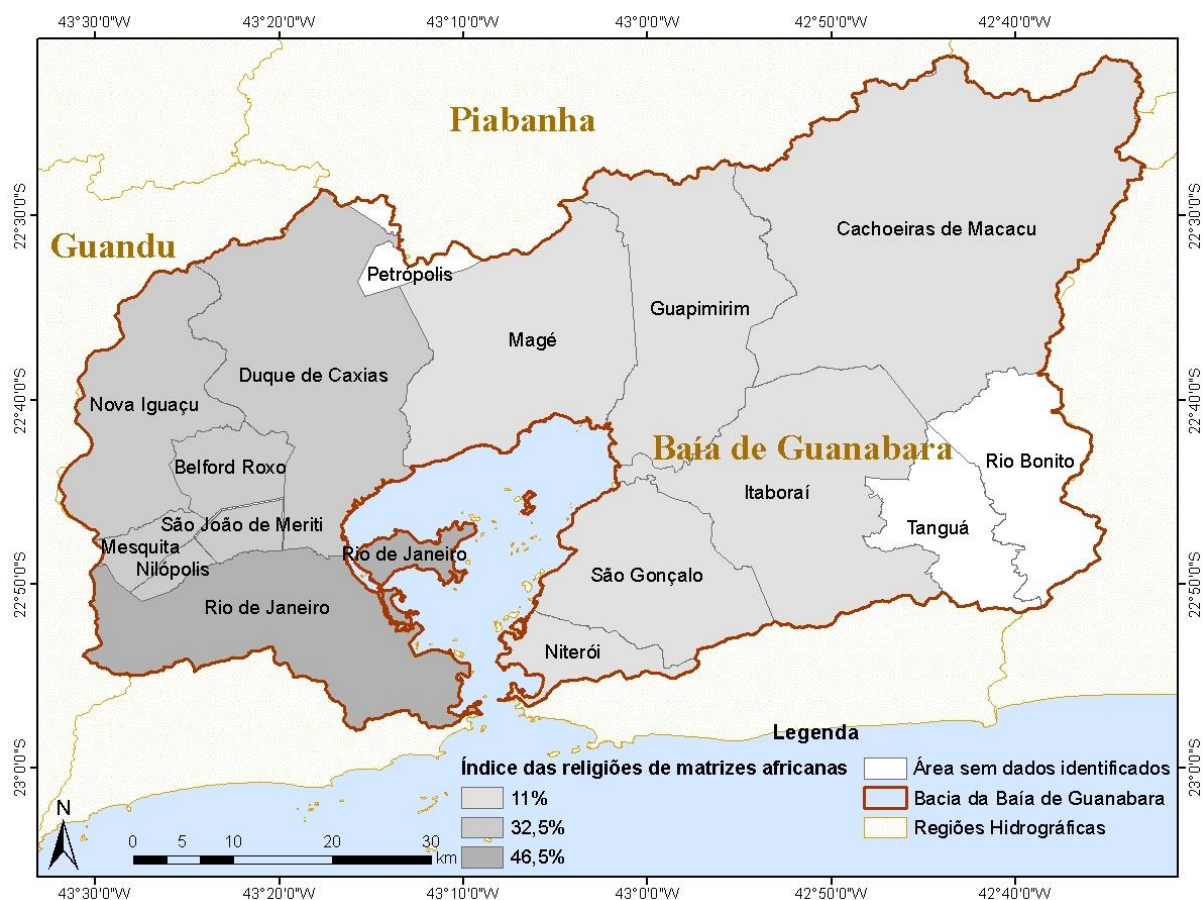 43°30'0"W 43°20'0"W 43°10'0"W 43°0'0"W 42°50'0"W 42°40'0"W
Piabanha
22°30'0"S
22°30'0"S
Cachoeiras de Macacu
Guandu
Petrópolis
Guapimirim
Magé
Duque de Caxias
22°40'0"S
Nova Iguaçu
22°40'0"S
Baía de Guanabara
Rio Bonito
Belford Roxo
Itaboraí
São João de Meriti
Tanguá
Mesquita
Rio de Janeiro
Nilópolis
São Gonçalo
22°50'0"S
22°50'0"S
Rio de Janeiro
Niterói
Legenda
23°0'0"S
23°0'0"S
Índice das religiões de matrizes africanas
Área sem dados identificados
11%
Bacia da Baía de Guanabara
32,5%
Regiões Hidrográficas
46,5%
N
0 5 10 20 30
km
43°30'0"W 43°20'0"W 43°10'0"W 43°0'0"W 42°50'0"W 42°40'0"W